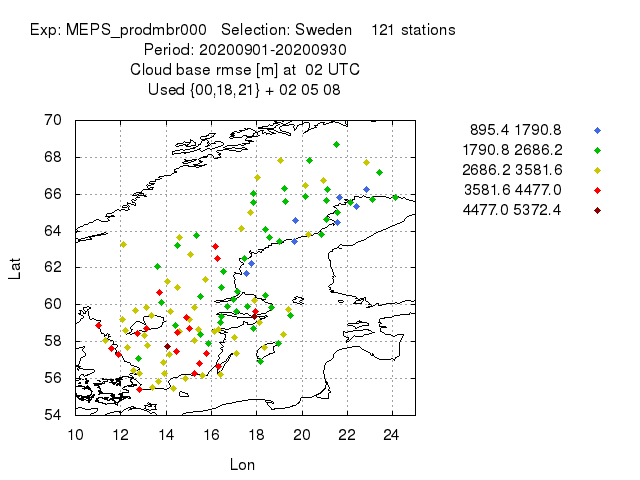 Exp: MEPS_prodmbr000 Selection: Sweden 121 stations
Period: 20200901-20200930
Cloud base rmse [m] at 02 UTC
Used {00,18,21} + 02 05 08
895.4 1790.8
1790.8 2686.2
2686.2 3581.6
3581.6 4477.0
4477.0 5372.4
70
68
66
64
62
60
58
56
54
Lat
10 12 14 16 18 20 22 24
Lon